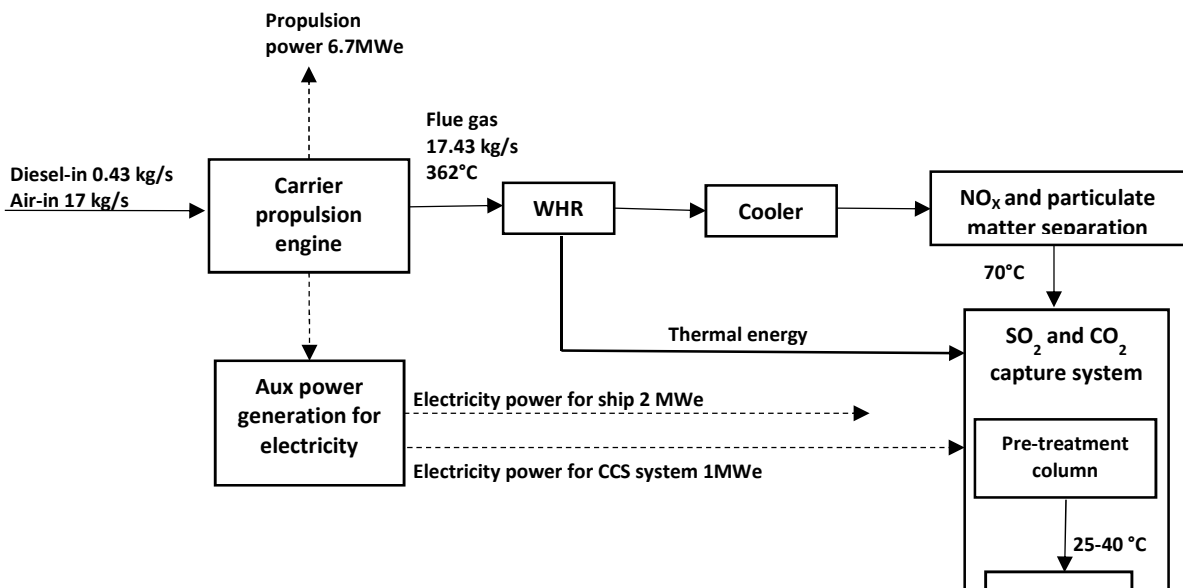 Propulsion
power 6.7MWe
Flue gas
17.43 kg/s
362°C
Diesel-in 0.43 kg/s
Air-in 17 kg/s
Carrier
propulsion
engine
WHR
Cooler
NOX and particulate
matter separation
70°C
Thermal energy
SO2 and CO2
capture system
Aux power
generation for
electricity
Electricity power for ship 2 MWe
Electricity power for CCS system 1MWe
Pre-treatment
column
25-40 °C